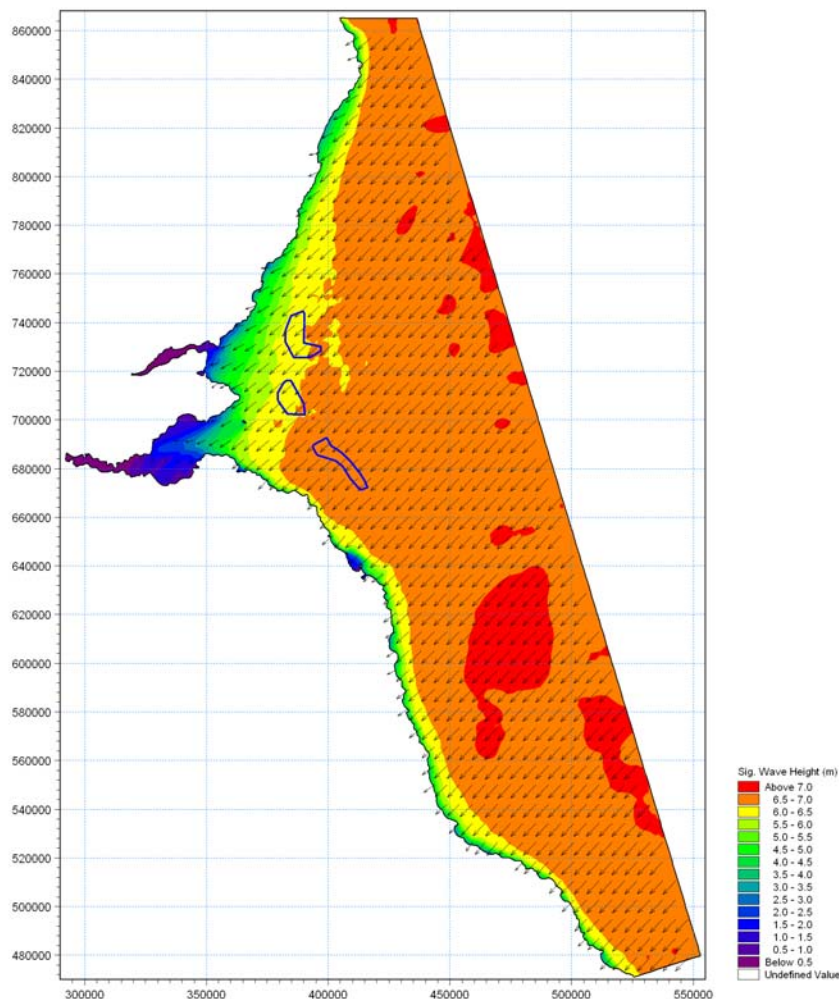 860000
840000
820000
800000
780000
760000
740000
720000
700000
680000
660000
640000
620000
600000
580000
560000
540000
520000
500000
480000
300000 350000 400000 450000 500000 550000
Sig. Wave Height (m)
Above 7.0
6.5 - 7.0
6.0 - 6.5
5.5 - 6.0
5.0 - 5.5
4.5 - 5.0
4.0 - 4.5
3.5 - 4.0
3.0 - 3.5
2.5 - 3.0
2.0 - 2.5
1.5 - 2.0
1.0 - 1.5
0.5 - 1.0
Below 0.5
Undefined Value